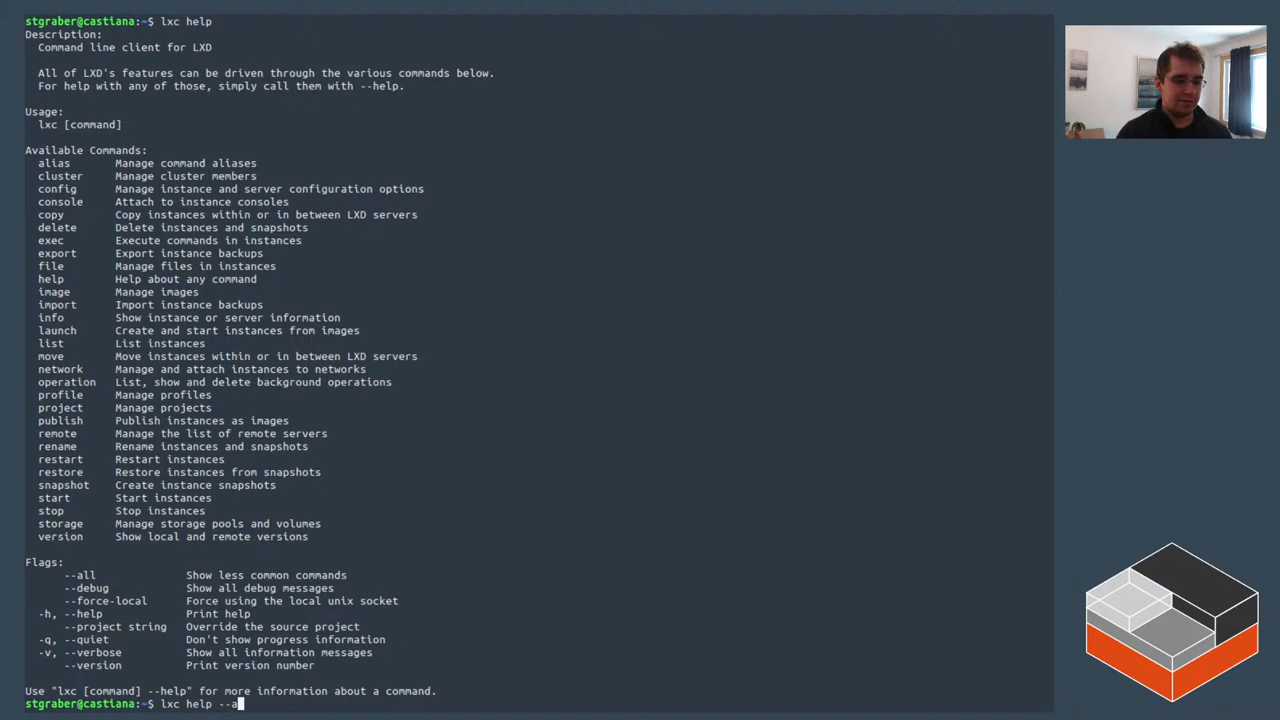 stgraber@castiana:~$ lxc help
Description:
Command line client for LXD
All of LXD's features can be driven through the various commands below.
For help with any of those, simply call them with --help.
Usage:
lxc [command]
Available Commands:
alias Manage command aliases
cluster Manage cluster members
config Manage instance and server configuration options
console Attach to instance consoles
copy Copy instances within or in between LXD servers
delete Delete instances and snapshots
exec Execute commands in instances
export Export instance backups
file Manage files in instances
help Help about any command
image Manage images
import Import instance backups
info Show instance or server information
launch Create and start instances from images
list List instances
move Move instances within or in between LXD servers
network Manage and attach instances to networks
operation List, show and delete background operations
profile Manage profiles
project Manage projects
publish Publish instances as images
remote Manage the list of remote servers
rename Rename instances and snapshots
restart Restart instances
restore Restore instances from snapshots
snapshot Create instance snapshots
start Start instances
stop Stop instances
storage Manage storage pools and volumes
version Show local and remote versions
Flags:
--all Show less common commands
--debug Show all debug messages
--force-local Force using the local unix socket
-h, --help Print help
--project string Override the source project
-q, --quiet Don't show progress information
-v, --verbose Show all information messages
--version Print version number
Use "lxc [command] --help" for more information about a command.
stgraber@castiana:~$ lxc help --a